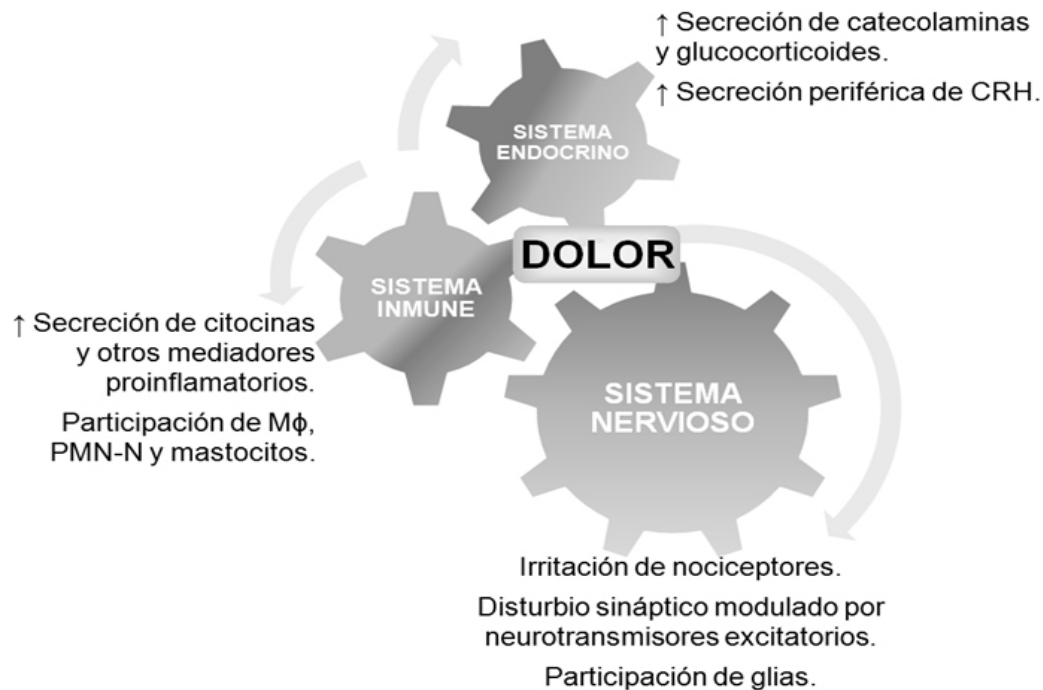 ↑ Secreción de catecolaminas
y glucocorticoides.
↑ Secreción periférica de CRH.
SISTEMA
ENDOCRINO
DOLOR
SISTEMA
INMUNE
↑ Secreción de citocinas
y otros mediadores
proinflamatorios.
Participación de Mϕ,
PMN-N y mastocitos.
SISTEMA
NERVIOSO
Irritación de nociceptores.
Disturbio sináptico modulado por
neurotransmisores excitatorios.
Participación de glias.